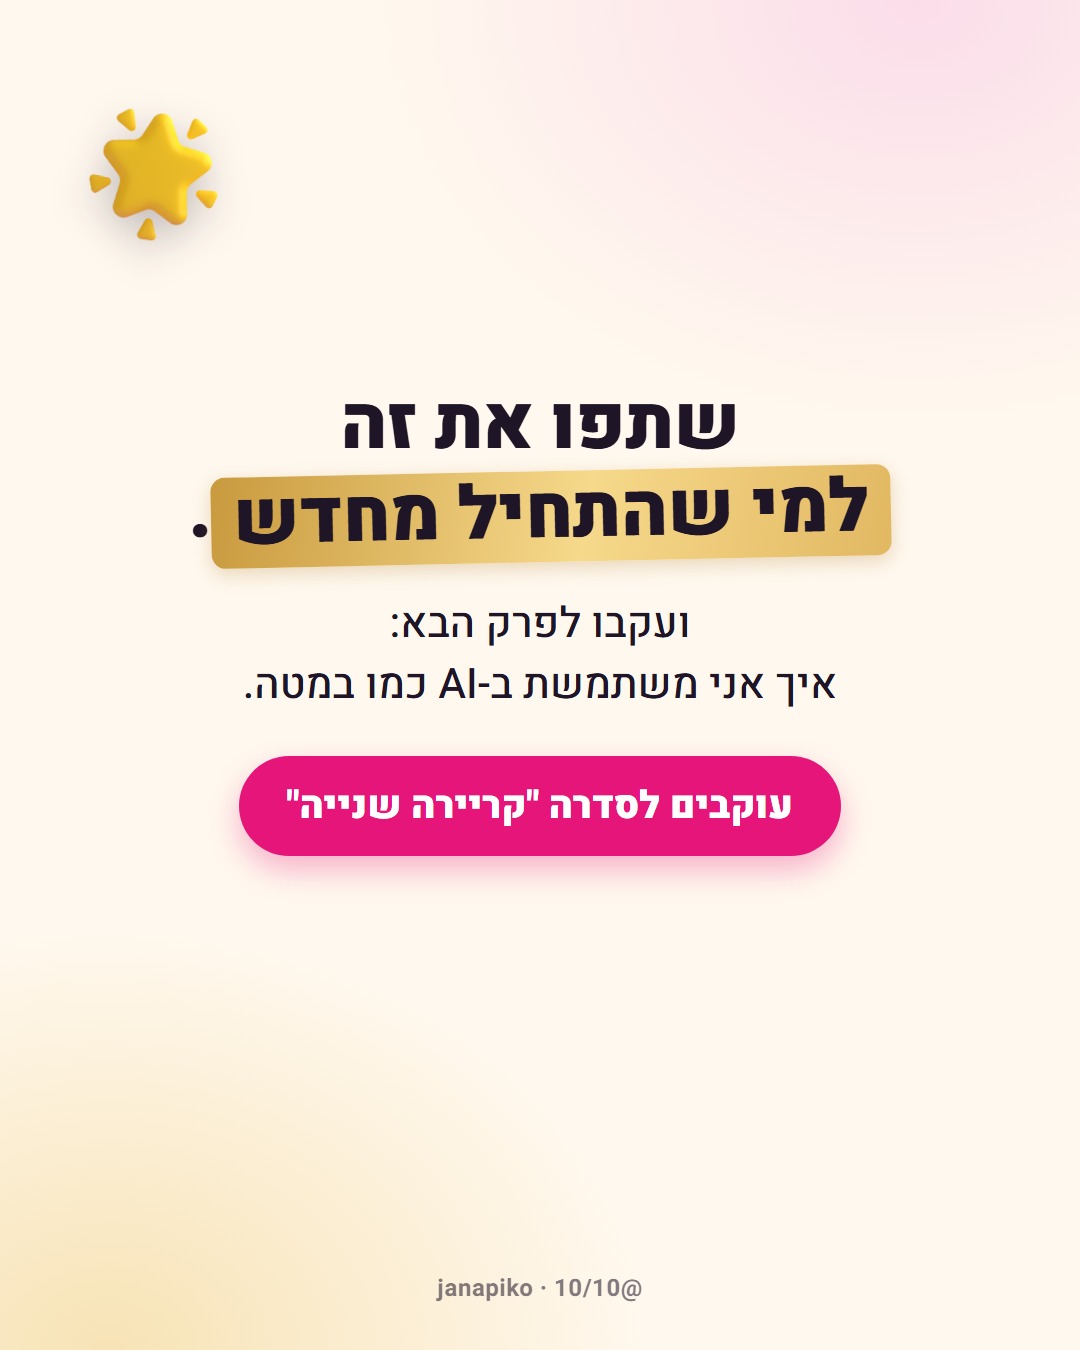 שתפו את זה
למי שהתחיל מחדש.
ועקבו לפרק הבא:
איך אני משתמשת ב-AI כמו במטה.
עוקבים לסדרה "קריירה שנייה"
janapiko · 10/10@